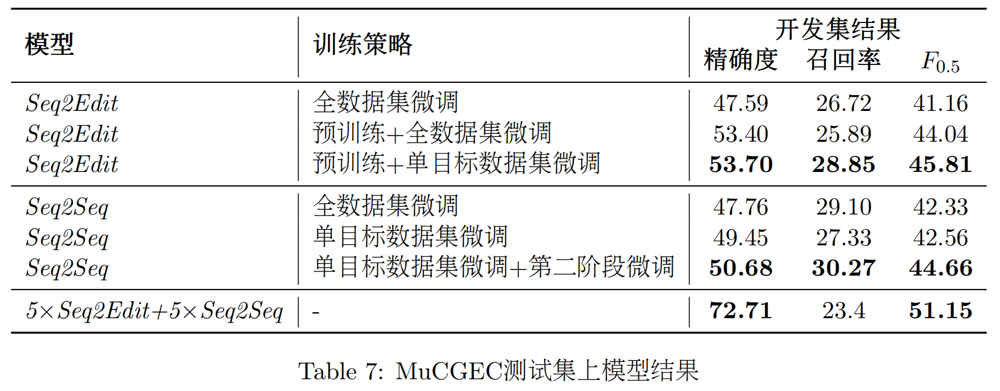 模型 训练策略 开发集结果
精确度 召回率 F0.5
Seq2Edit 全数据集微调 47.59 26.72 41.16
Seq2Edit 预训练+全数据集微调 53.40 25.89 44.04
Seq2Edit 预训练+单目标数据集微调 53.70 28.85 45.81
Seq2Seq 全数据集微调 47.76 29.10 42.33
Seq2Seq 单目标数据集微调 49.45 27.33 42.56
Seq2Seq 单目标数据集微调+第二阶段微调 50.68 30.27 44.66
5×Seq2Edit+5×Seq2Seq - 72.71 23.4 51.15
Table 7: MuCGEC测试集上模型结果